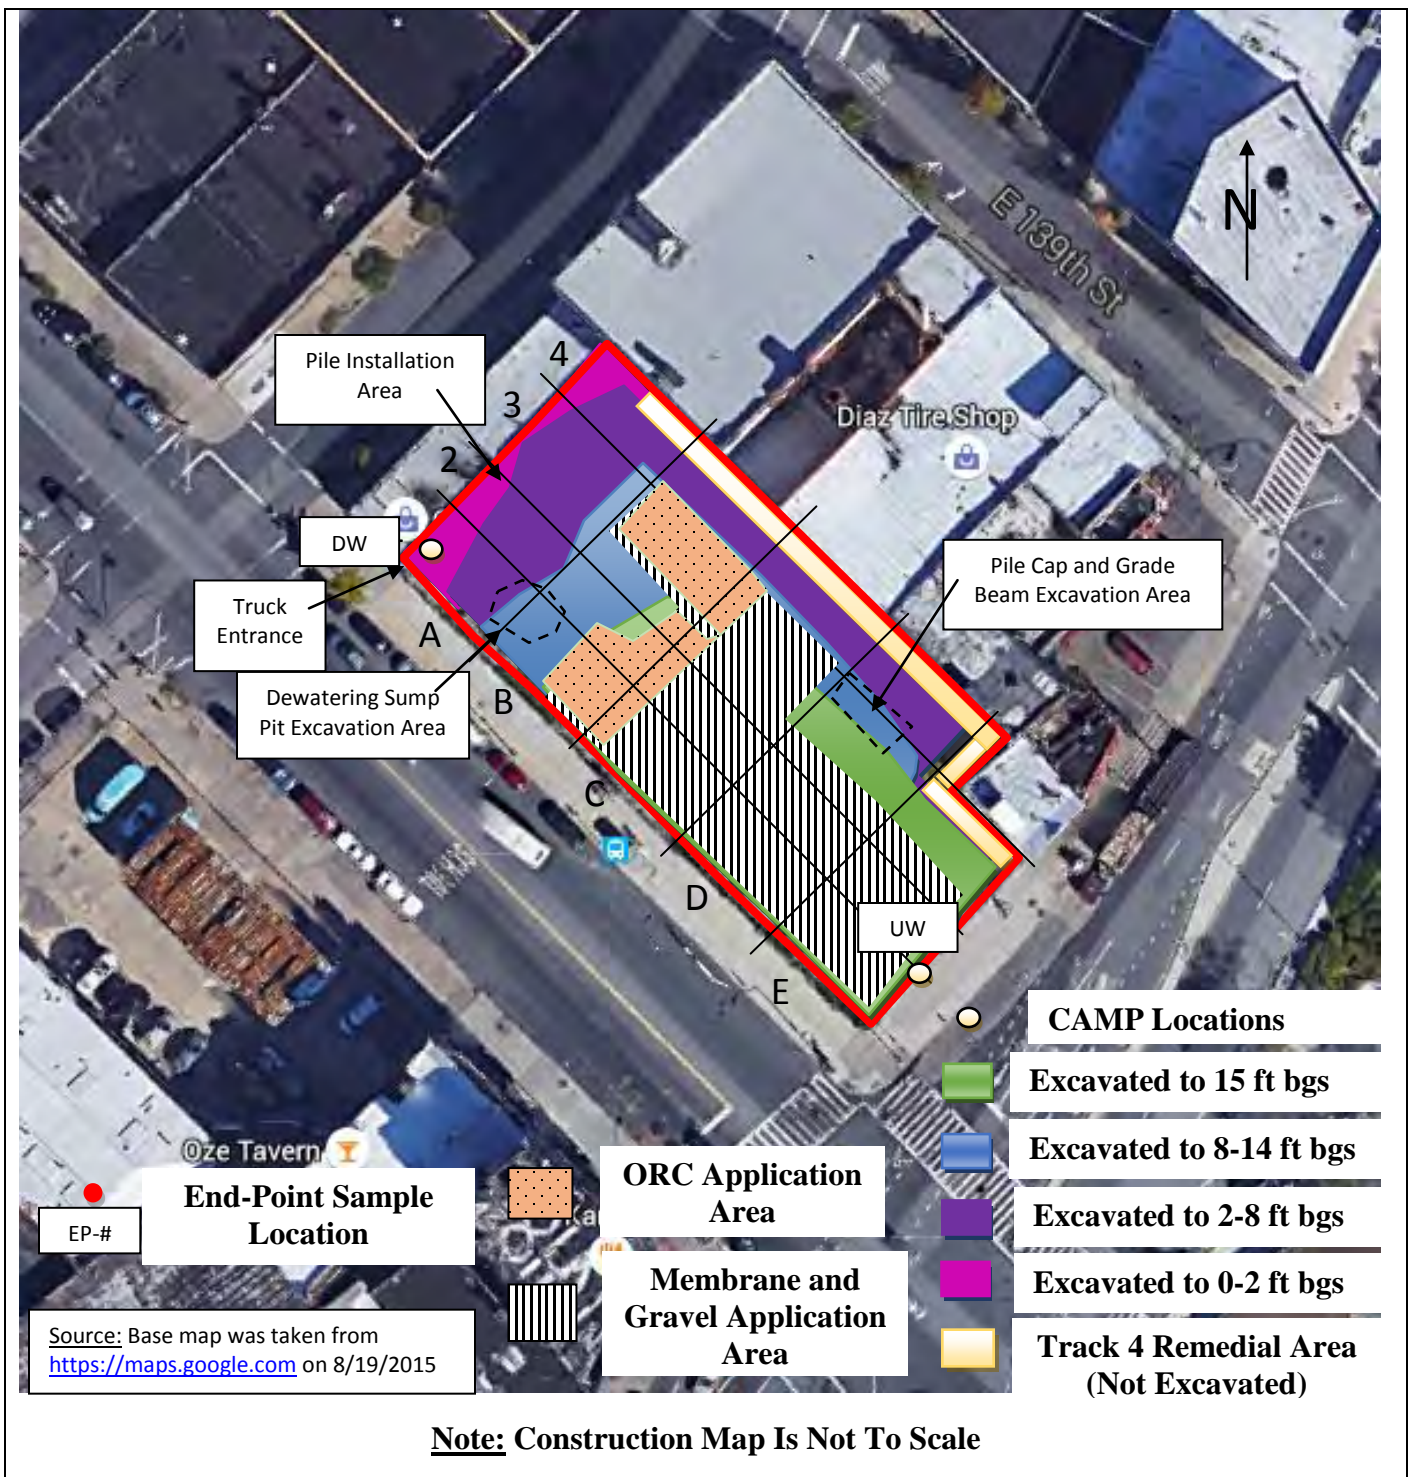 E 139th St
N
Pile Installation
Area
4
3
2
Diaz Tire Shop
DW
Pile Cap and Grade
Beam Excavation Area
Truck
Entrance
A
Dewatering Sump
Pit Excavation Area
B
C
D
UW
E
CAMP Locations
Excavated to 15 ft bgs
Excavated to 8-14 ft bgs
Excavated to 2-8 ft bgs
Excavated to 0-2 ft bgs
Track 4 Remedial Area
(Not Excavated)
Oze Tavern
ORC Application
Area
End-Point Sample
Location
EP-#
Membrane and
Gravel Application
Area
Source: Base map was taken from
https://maps.google.com on 8/19/2015
Note: Construction Map Is Not To Scale